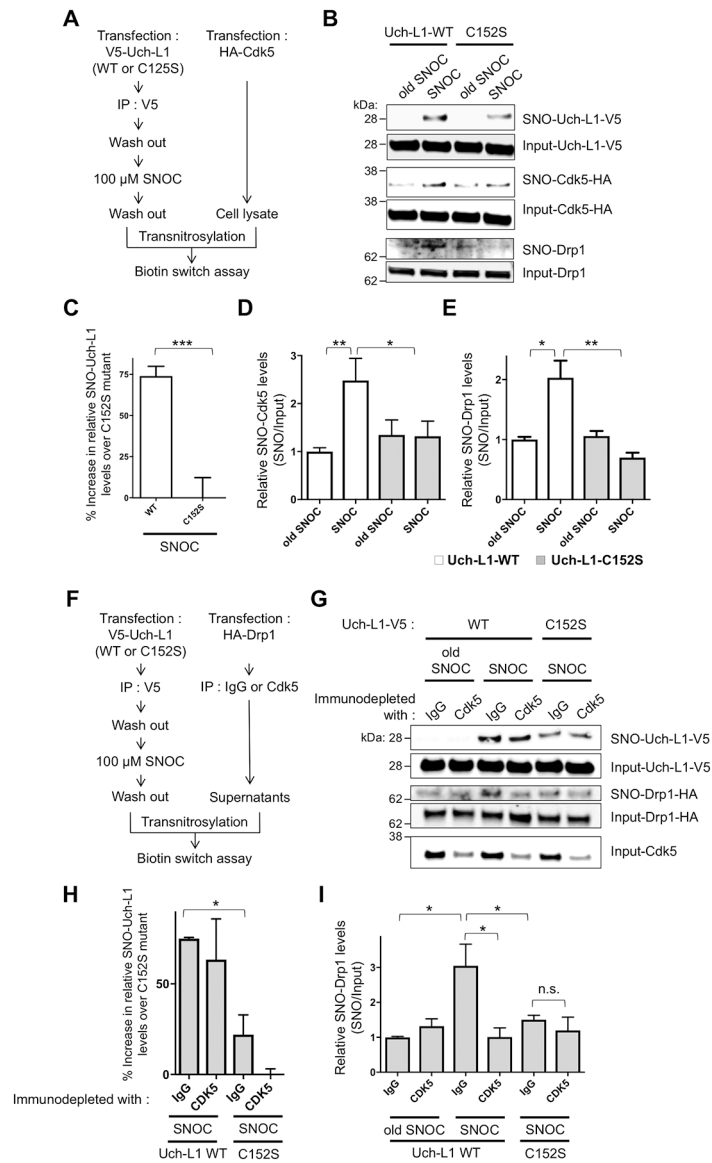 A
Transfection :
V5-Uch-L1
(WT or C125S)
Transfection :
HA-Cdk5
IP : V5
Wash out
100 µM SNOC
Wash out
Cell lysate
Transnitrosylation
Biotin switch assay
B
Uch-L1-WT
C152S
old SNOC
SNOC
old SNOC
SNOC
kDa:
28
SNO-Uch-L1-V5
28
Input-Uch-L1-V5
38
SNO-Cdk5-HA
38
Input-Cdk5-HA
62
SNO-Drp1
62
Input-Drp1
C
% Increase in relative SNO-Uch-L1
levels over C152S mutant
75
50
25
0
***
WT
C152S
SNOC
D
Relative SNO-Cdk5 levels
(SNO/Input)
3
2
1
0
**
*
old SNOC
SNOC
old SNOC
SNOC
E
Relative SNO-Drp1 levels
(SNO/Input)
2
1
0
*
**
old SNOC
SNOC
old SNOC
SNOC
Uch-L1-WT
Uch-L1-C152S
F
Transfection :
V5-Uch-L1
(WT or C152S)
Transfection :
HA-Drp1
IP : V5
IP : IgG or Cdk5
Wash out
100 µM SNOC
Wash out
Supernatants
Transnitrosylation
Biotin switch assay
G
Uch-L1-V5 :
WT
C152S
old
SNOC
SNOC
SNOC
Immunodepleted
with :
IgG
Cdk5
IgG
Cdk5
IgG
Cdk5
kDa:
28
SNO-Uch-L1-V5
28
Input-Uch-L1-V5
62
SNO-Drp1-HA
62
Input-Drp1-HA
38
Input-Cdk5
H
% Increase in relative SNO-Uch-L1
levels over C152S mutant
50
0
*
Immunodepleted with :
IgG
CDK5
IgG
CDK5
SNOC
SNOC
Uch-L1 WT
C152S
I
Relative SNO-Drp1 levels
(SNO/Input)
3
2
1
0
*
*
*
n.s.
IgG
CDK5
IgG
CDK5
IgG
CDK5
old SNOC
SNOC
SNOC
Uch-L1 WT
C152S